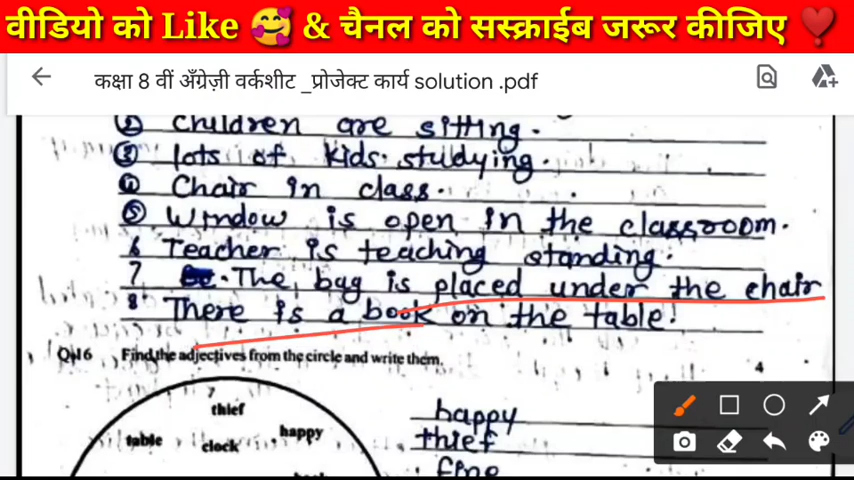 वीडियो को Like 🥰 & चैनल को सस्क्राईब जरूर कीजिए ❤️
कक्षा 8 वीं अँग्रेज़ी वर्कशीट _प्रोजेक्ट कार्य solution .pdf
② Children are sitting.
③ lots of kids studying.
④ Chair in class.
⑤ Window is open in the classroom.
6 Teacher is teaching standing.
7 The bag is placed under the chair
8 There is a book on the table!
Q.16 Find the adjectives from the circle and write them. 4
thief
table clock happy
happy
thief
fine